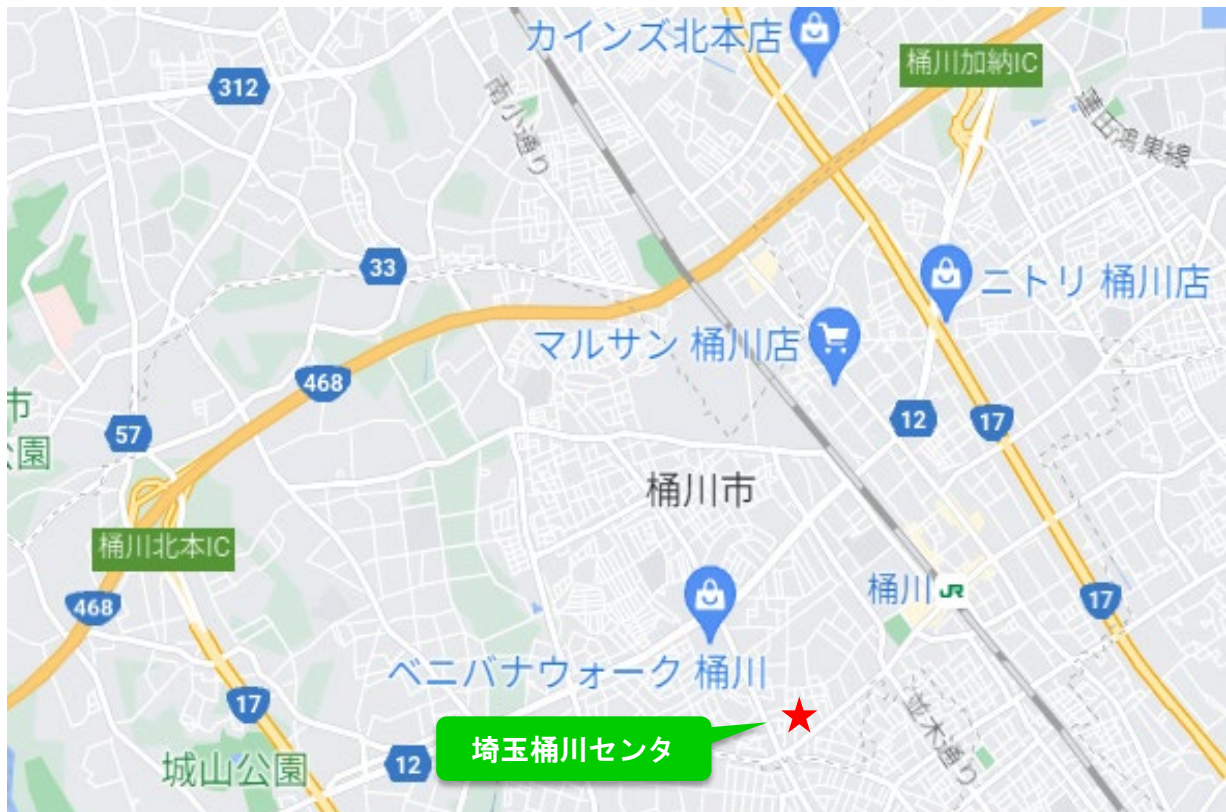 カインズ北本店
桶川加納IC
312
南小通り
蓮田鴻巣線
33
ニトリ 桶川店
マルサン 桶川店
468
市
公園
57
12
17
桶川市
桶川北本IC
桶川
JR
468
17
ベニバナウォーク 桶川
17
並木通り
埼玉桶川センタ
城山公園
12